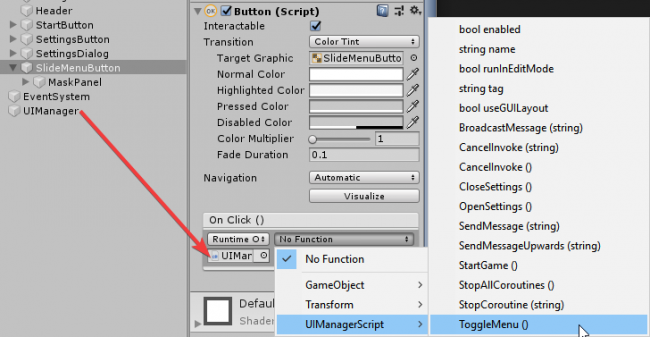 Header
StartButton
SettingsButton
SettingsDialog
SlideMenuButton
MaskPanel
EventSystem
UIManager
Button (Script)
Interactable
Transition Color Tint
Target Graphic SlideMenuButto
Normal Color
Highlighted Color
Pressed Color
Disabled Color
Color Multiplier 1
Fade Duration 0.1
Navigation Automatic
Visualize
On Click ()
Runtime O No Function
UIMar
Default
Shader
No Function
GameObject
Transform
UIManagerScript
bool enabled
string name
bool runInEditMode
string tag
bool useGUILayout
BroadcastMessage (string)
CancelInvoke (string)
CancelInvoke ()
CloseSettings ()
OpenSettings ()
SendMessage (string)
SendMessageUpwards (string)
StartGame ()
StopAllCoroutines ()
StopCoroutine (string)
ToggleMenu ()